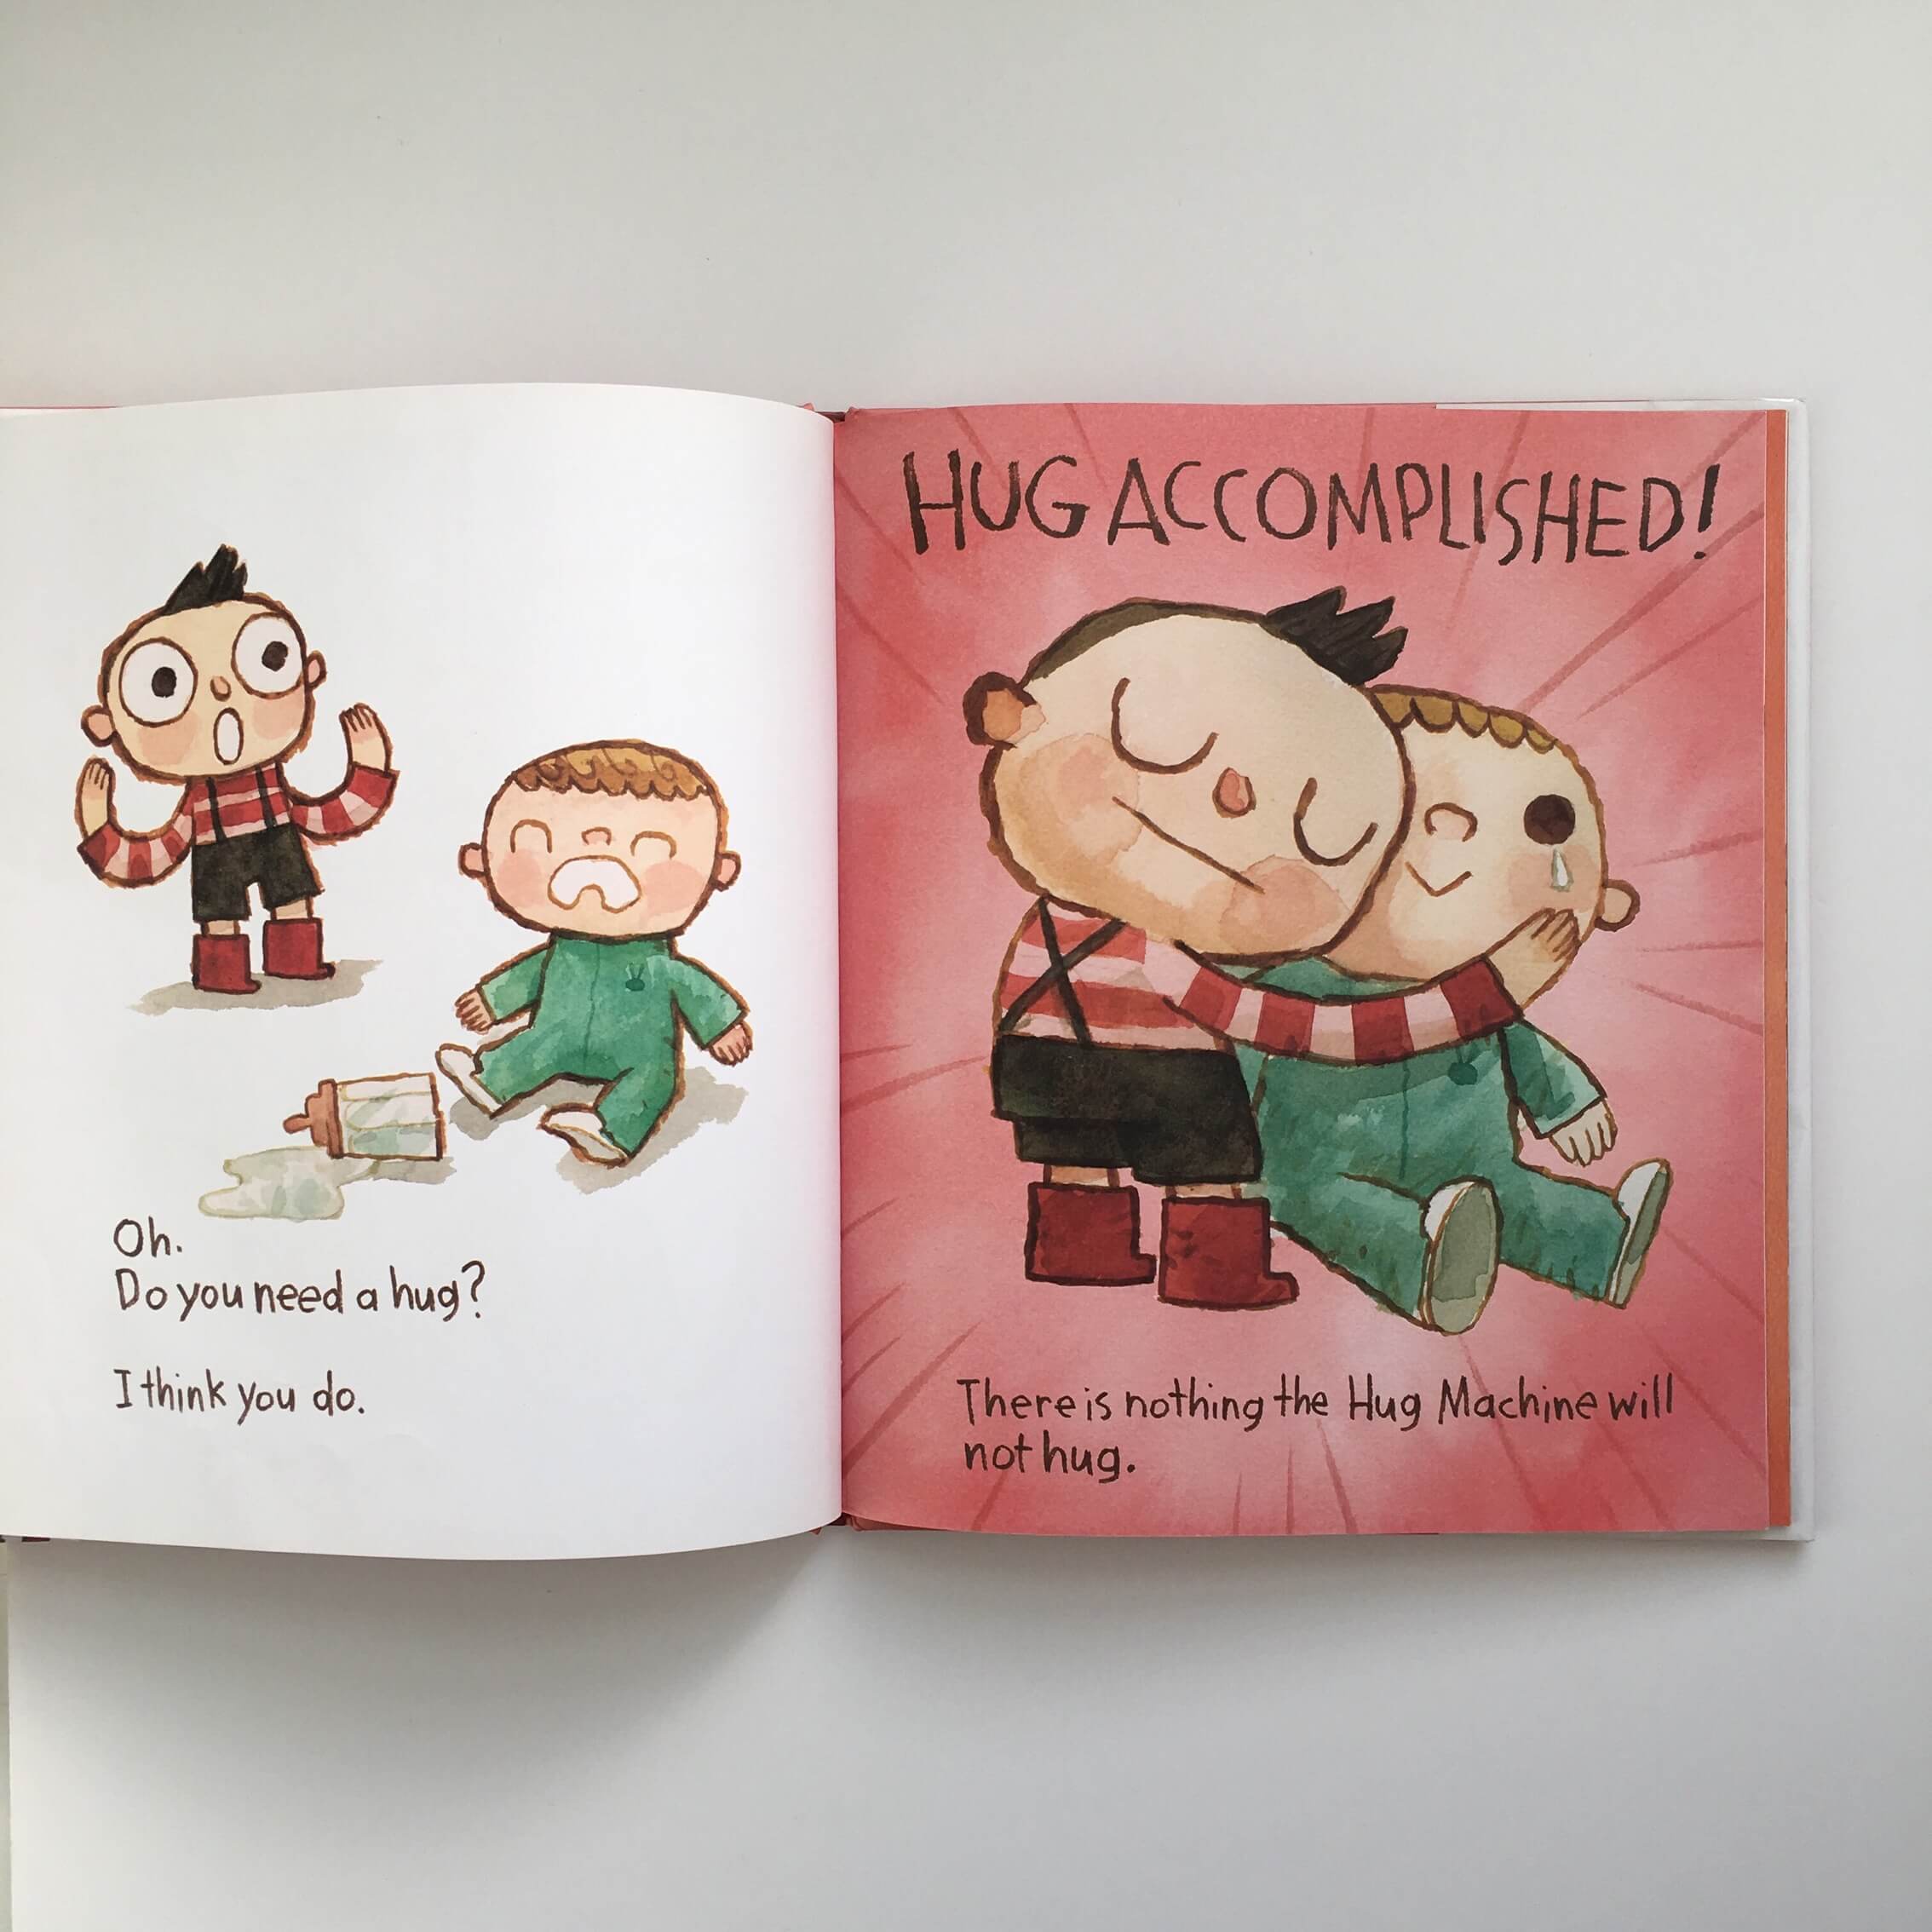 Oh.
Do you need a hug?
I think you do.
HUG ACCOMPLISHED!
There is nothing the Hug Machine will
not hug.